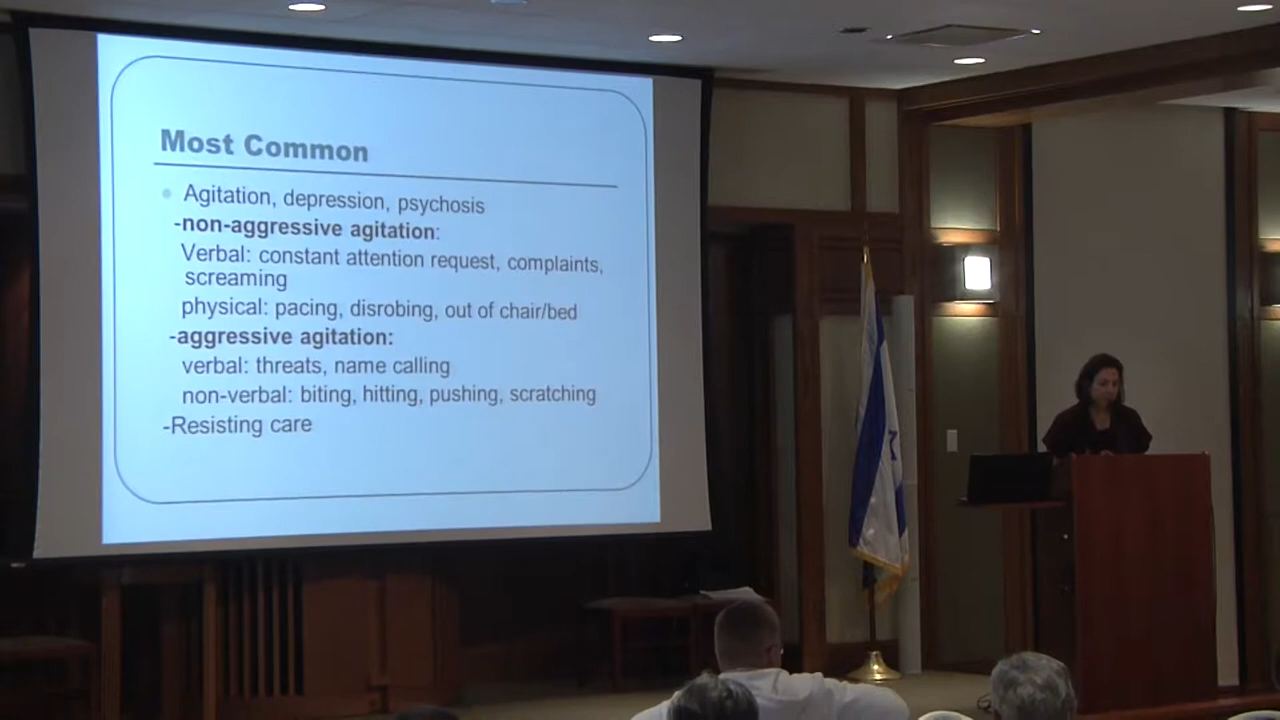 Most Common
Agitation, depression, psychosis
-non-aggressive agitation:
Verbal: constant attention request, complaints,
screaming
physical: pacing, disrobing, out of chair/bed
-aggressive agitation:
verbal: threats, name calling
non-verbal: biting, hitting, pushing, scratching
-Resisting care